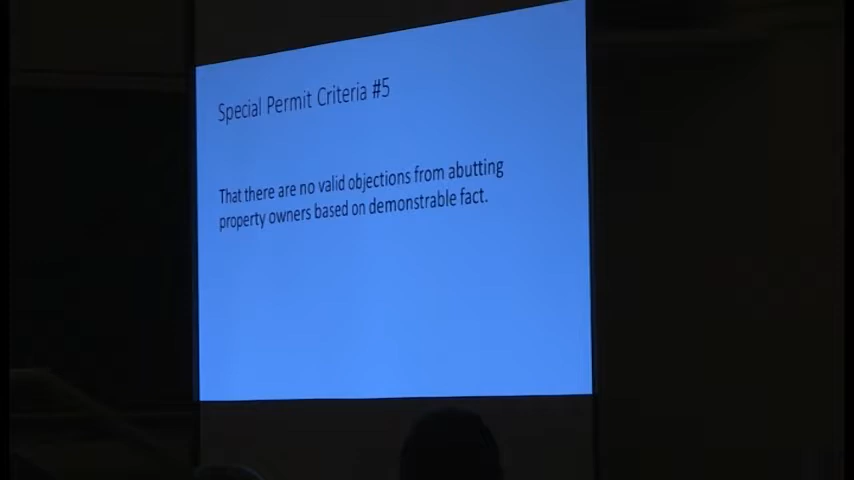 Special Permit Criteria #5
That there are no valid objections from abutting
property owners based on demonstrable fact.